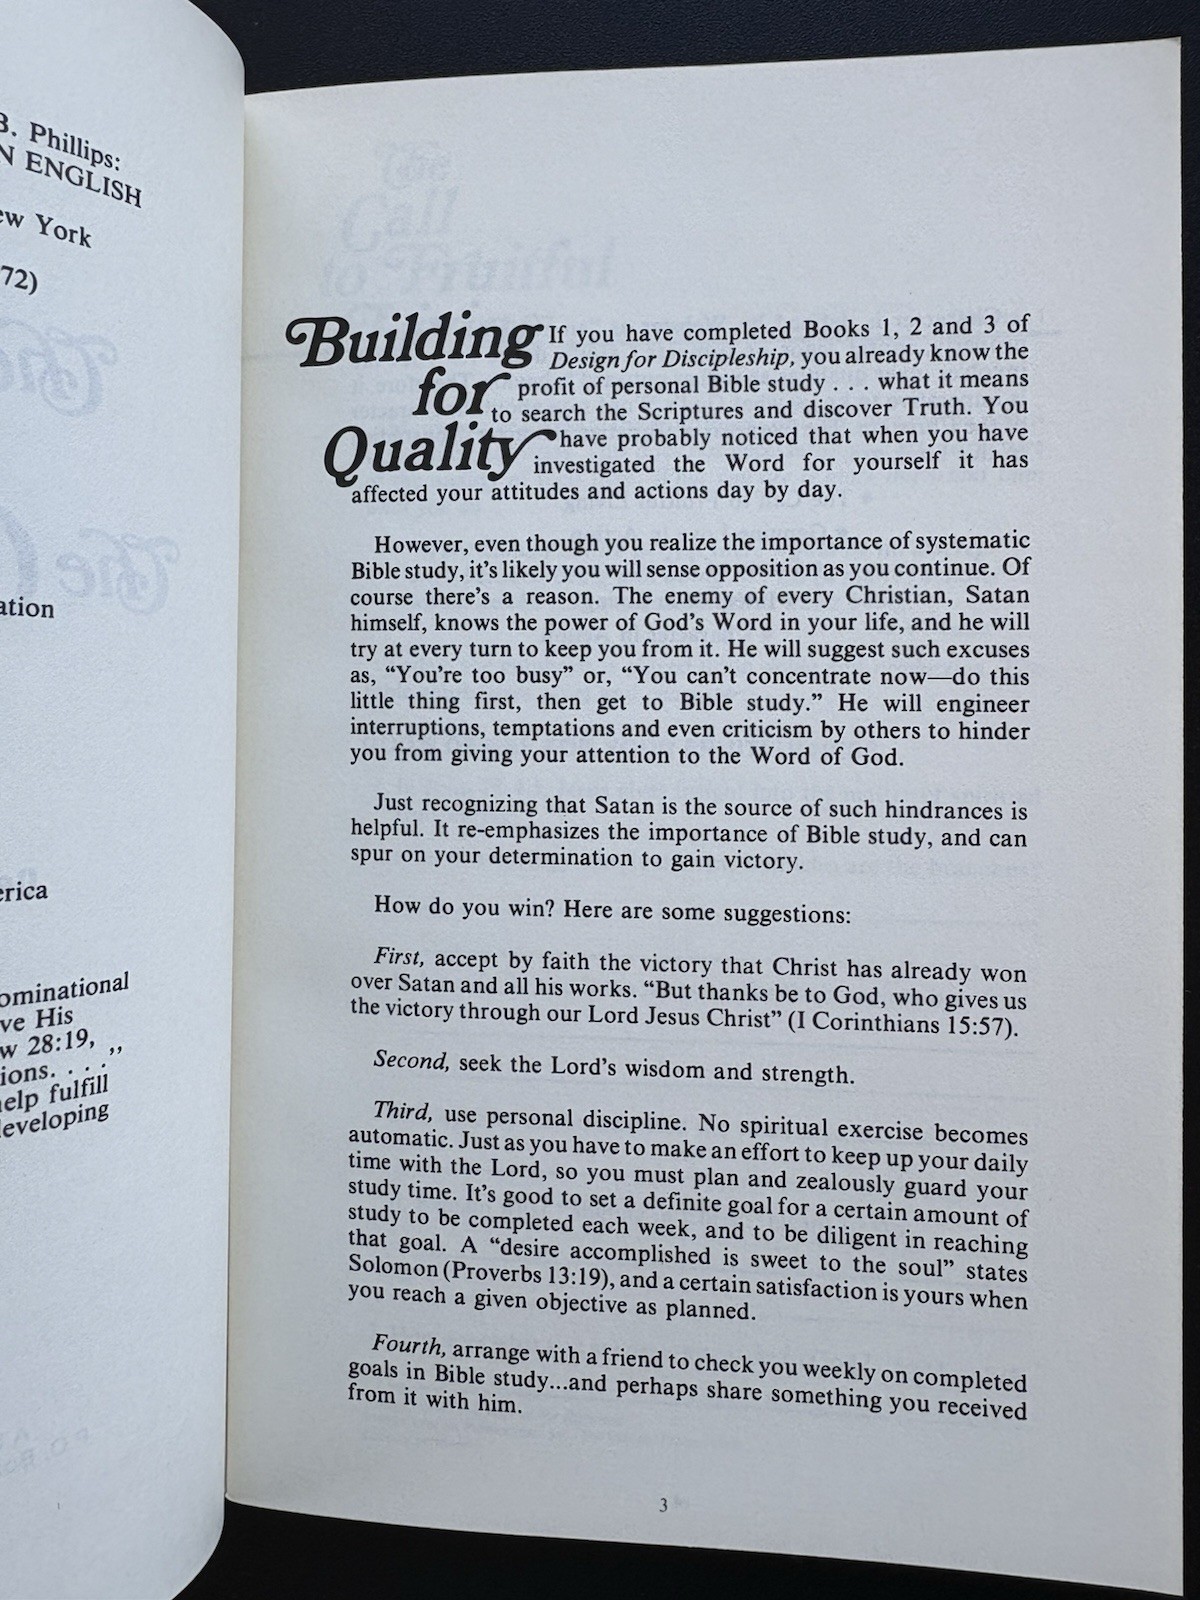 B. Phillips:
N ENGLISH
ew York
72)
ation
erica
ominational
ve His
w 28:19,
ions. . . . ,,
help fulfill
developing
Building
for
Quality
If you have completed Books 1, 2 and 3 of
Design for Discipleship, you already know the
profit of personal Bible study . . . what it means
to search the Scriptures and discover Truth. You
have probably noticed that when you have
investigated the Word for yourself it has
affected your attitudes and actions day by day.
However, even though you realize the importance of systematic
Bible study, it's likely you will sense opposition as you continue. Of
course there's a reason. The enemy of every Christian, Satan
himself, knows the power of God's Word in your life, and he will
try at every turn to keep you from it. He will suggest such excuses
as, “You're too busy” or, “You can't concentrate now—do this
little thing first, then get to Bible study.” He will engineer
interruptions, temptations and even criticism by others to hinder
you from giving your attention to the Word of God.
Just recognizing that Satan is the source of such hindrances is
helpful. It re-emphasizes the importance of Bible study, and can
spur on your determination to gain victory.
How do you win? Here are some suggestions:
First, accept by faith the victory that Christ has already won
over Satan and all his works. “But thanks be to God, who gives us
the victory through our Lord Jesus Christ” (I Corinthians 15:57).
Second, seek the Lord's wisdom and strength.
Third, use personal discipline. No spiritual exercise becomes
automatic. Just as you have to make an effort to keep up your daily
time with the Lord, so you must plan and zealously guard your
study time. It's good to set a definite goal for a certain amount of
study to be completed each week, and to be diligent in reaching
that goal. A “desire accomplished is sweet to the soul” states
Solomon (Proverbs 13:19), and a certain satisfaction is yours when
you reach a given objective as planned.
Fourth, arrange with a friend to check you weekly on completed
goals in Bible study...and perhaps share something you received
from it with him.
3